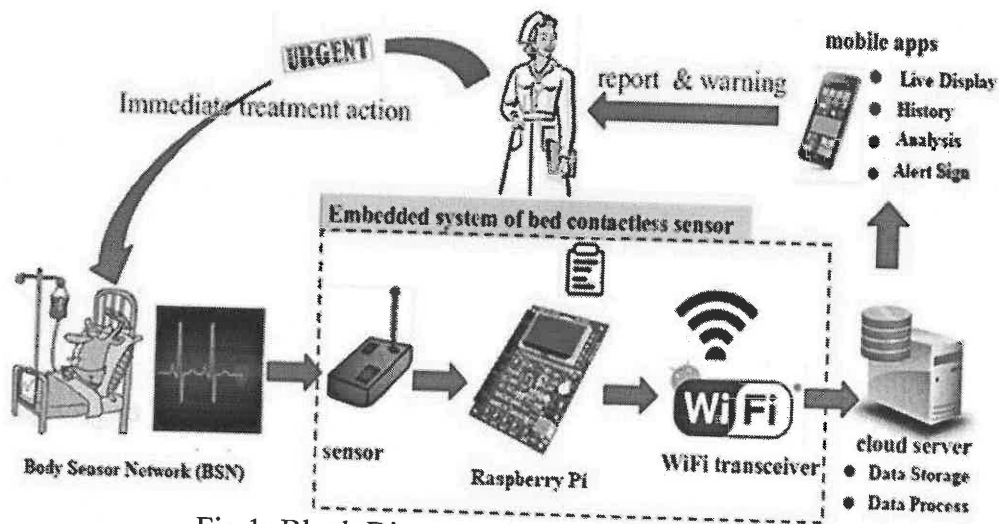 URGENT
Immediate treatment action
report & warning
mobile apps
Live Display
History
Analysis
Alert Sign
Embedded system of bed contactless sensor
WiFi
Body Sensor Network (BSN)
sensor
Raspberry Pi
WiFi transceiver
cloud server
Data Storage
Data Process